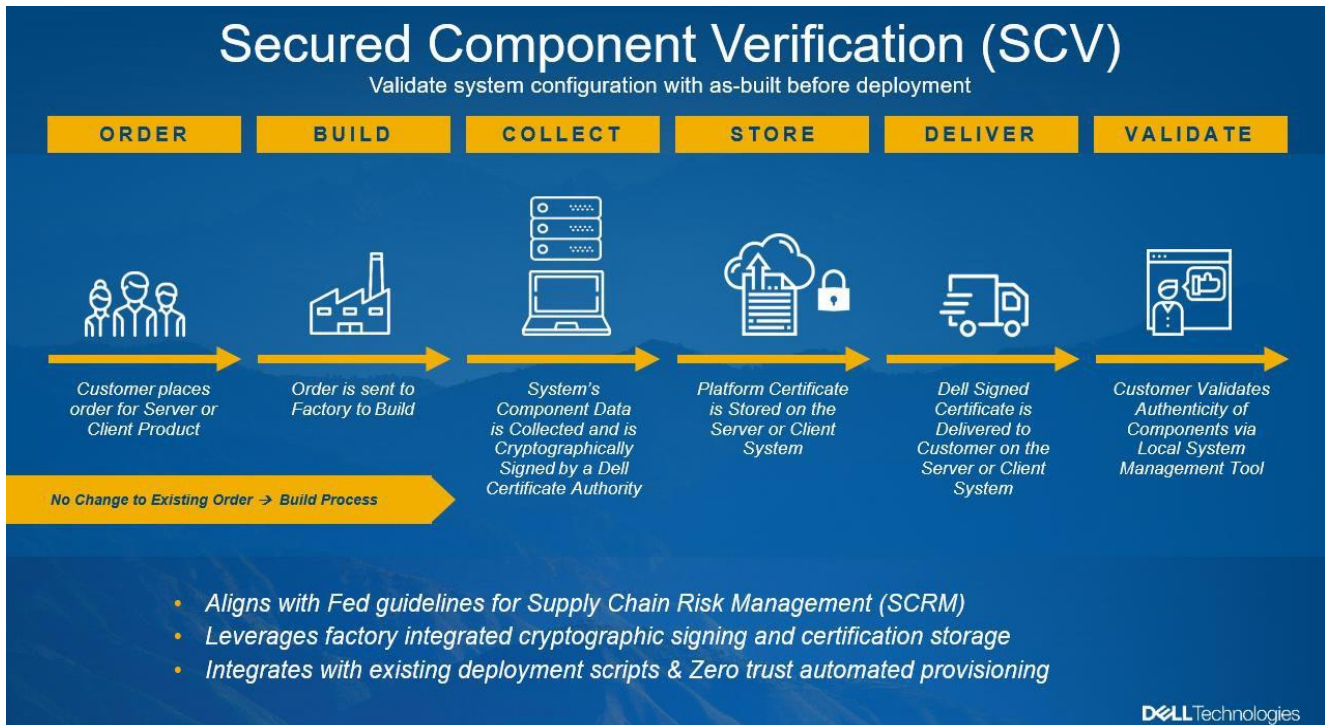 Secured Component Verification (SCV)
Validate system configuration with as-built before deployment
ORDER
BUILD
COLLECT
STORE
DELIVER
VALIDATE
Customer places
order for Server or
Client Product
Order is sent to
Factory to Build
System's
Component Data
is Collected and is
Cryptographically
Signed by a Dell
Certificate Authority
Platform Certificate
is Stored on the
Server or Client
System
Dell Signed
Certificate is
Delivered to
Customer on the
Server or Client
System
Customer Validates
Authenticity of
Components via
Local System
Management Tool
No Change to Existing Order → Build Process
• Aligns with Fed guidelines for Supply Chain Risk Management (SCRM)
• Leverages factory integrated cryptographic signing and certification storage
• Integrates with existing deployment scripts & Zero trust automated provisioning
DELLTechnologies